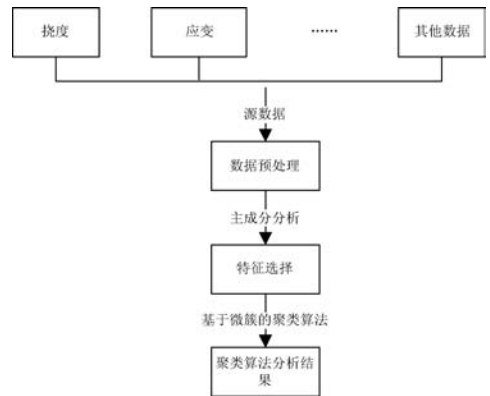 挠度
应变
······
其他数据
源数据
数据预处理
主成分分析
特征选择
基于微簇的聚类算法
聚类算法分析结
果